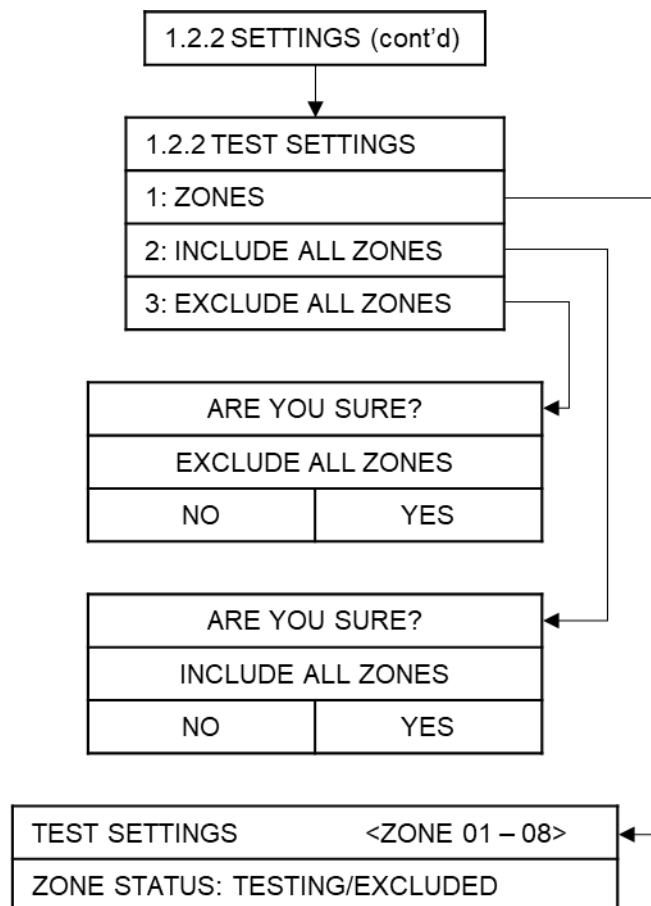 1.2.2 SETTINGS (cont’d)
1.2.2 TEST SETTINGS
1: ZONES
2: INCLUDE ALL ZONES
3: EXCLUDE ALL ZONES
ARE YOU SURE?
EXCLUDE ALL ZONES
NO YES
ARE YOU SURE?
INCLUDE ALL ZONES
NO YES
TEST SETTINGS <ZONE 01 – 08>
ZONE STATUS: TESTING/EXCLUDED